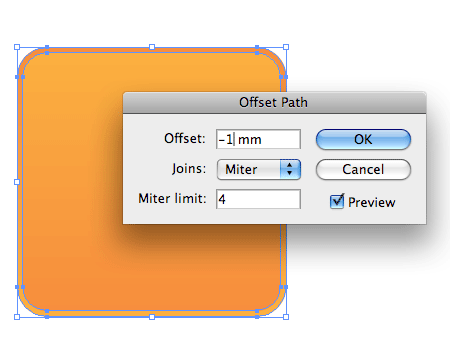 Offset Path
Offset: -1 mm OK
Joins: Miter Cancel
Miter limit: 4 Preview